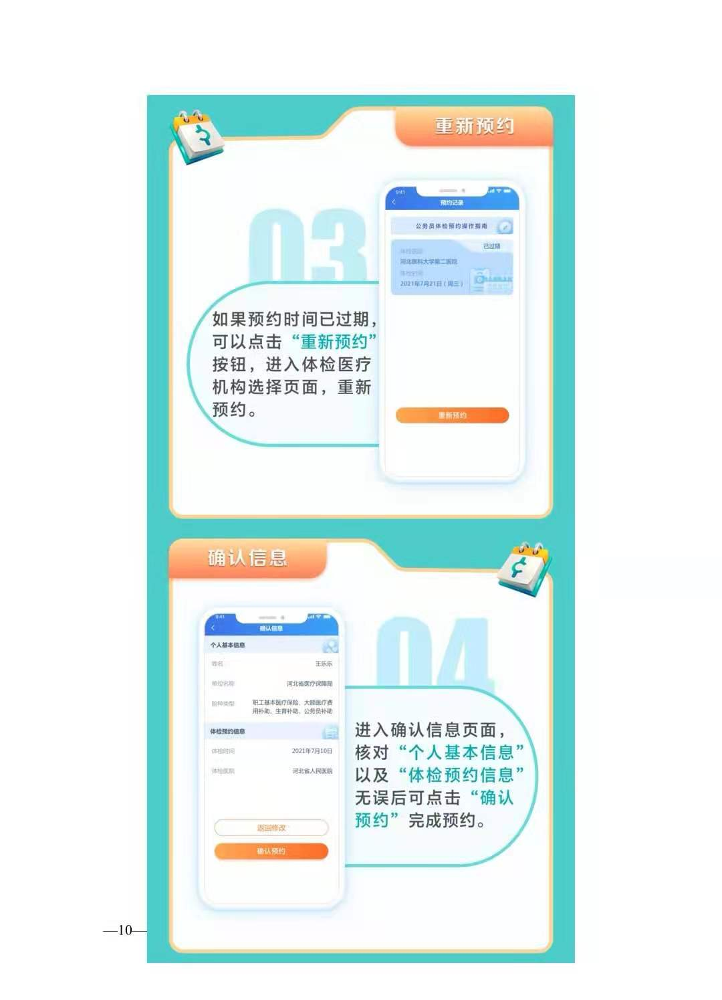 重新预约
03
9:41
预约记录
公务员体检预约操作指南
已过期
体检医院
河北医科大学第二医院
体检时间
2021年7月21日(周三)
重新预约
如果预约时间已过期，
可以点击“重新预约”
按钮，进入体检医疗
机构选择页面，重新
预约。
确认信息
04
9:41
确认信息
个人基本信息
姓名
王乐乐
单位名称
河北省医疗保障局
险种类型
职工基本医疗保险、大额医疗费
用补助、生育补助、公务员补助
体检预约信息
体检时间
2021年7月10日
体检医院
河北省人民医院
返回修改
确认预约
进入确认信息页面，
核对“个人基本信息”
以及“体检预约信息”
无误后可点击“确认
预约”完成预约。
—10—